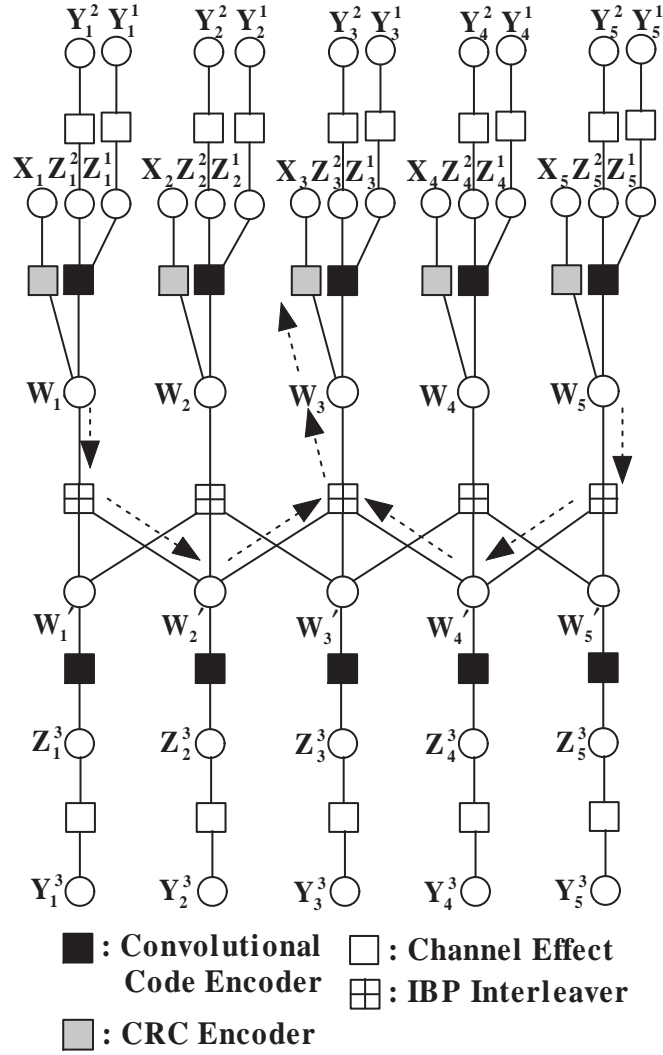 Y₁² Y₁¹ Y₂² Y₂¹ Y₃² Y₃¹ Y₄² Y₄¹ Y₅² Y₅¹
X₁ Z₁² Z₁¹ X₂ Z₂² Z₂¹ X₃ Z₃² Z₃¹ X₄ Z₄² Z₄¹ X₅ Z₅² Z₅¹
W₁ W₂ W₃ W₄ W₅
W₁′ W₂′ W₃′ W₄′ W₅′
Z₁³ Z₂³ Z₃³ Z₄³ Z₅³
Y₁³ Y₂³ Y₃³ Y₄³ Y₅³
: Convolutional
Code Encoder
: Channel Effect
: IBP Interleaver
: CRC Encoder